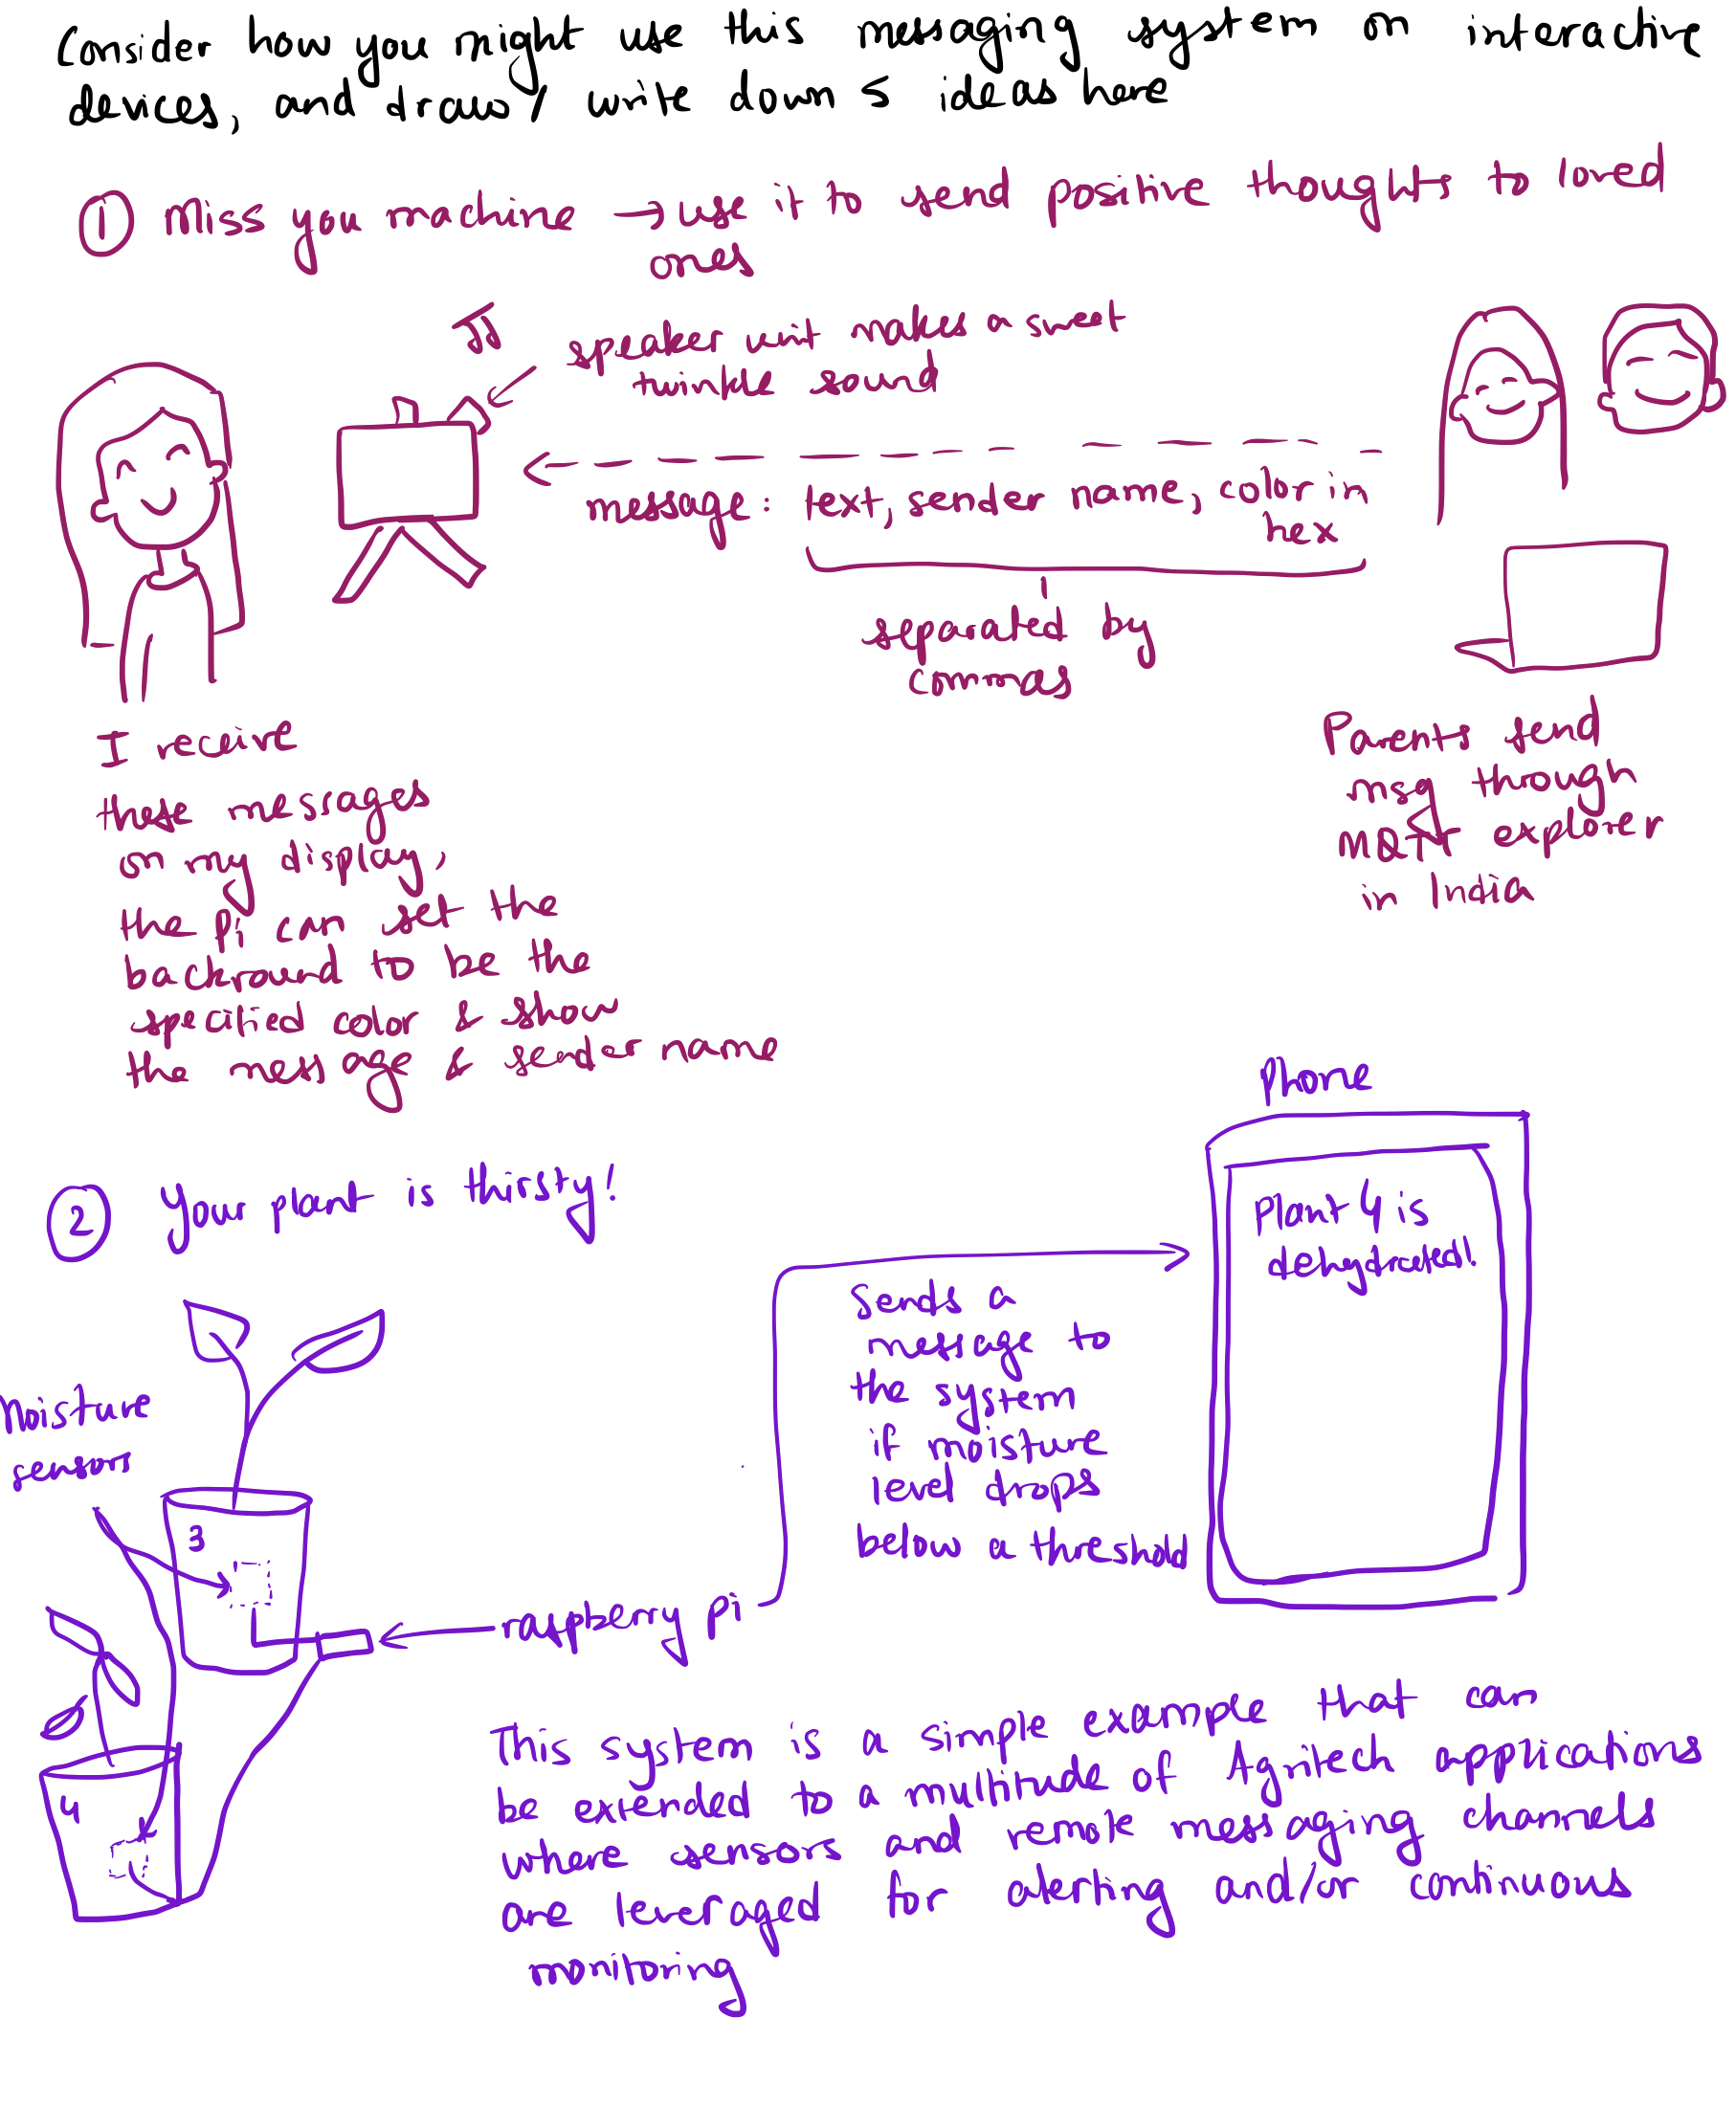 Consider how you might use this messaging system on interactive
devices, and draw/ write down 5 ideas here
① Miss you machine → use it to send positive thoughts to loved
ones
speaker unit makes a sweet
twinkle sound
message: text, sender name, color in
hex
separated by
commas
I receive
these messages
on my display,
the Pi can set the
backround to be the
specified color & show
the message & sender name
Parents send
msg through
MQTT explorer
in India
② Your plant is thirsty!
Phone
Plant 4 is
dehydrated!
Sends a
message to
the system
if moisture
level drops
below a threshold
moisture
sensors
3
4
raspberry pi
This system is a simple example that can
be extended to a multitude of Agritech applications
where sensors and remote messaging channels
are leveraged for alerting and/or continuous
monitoring